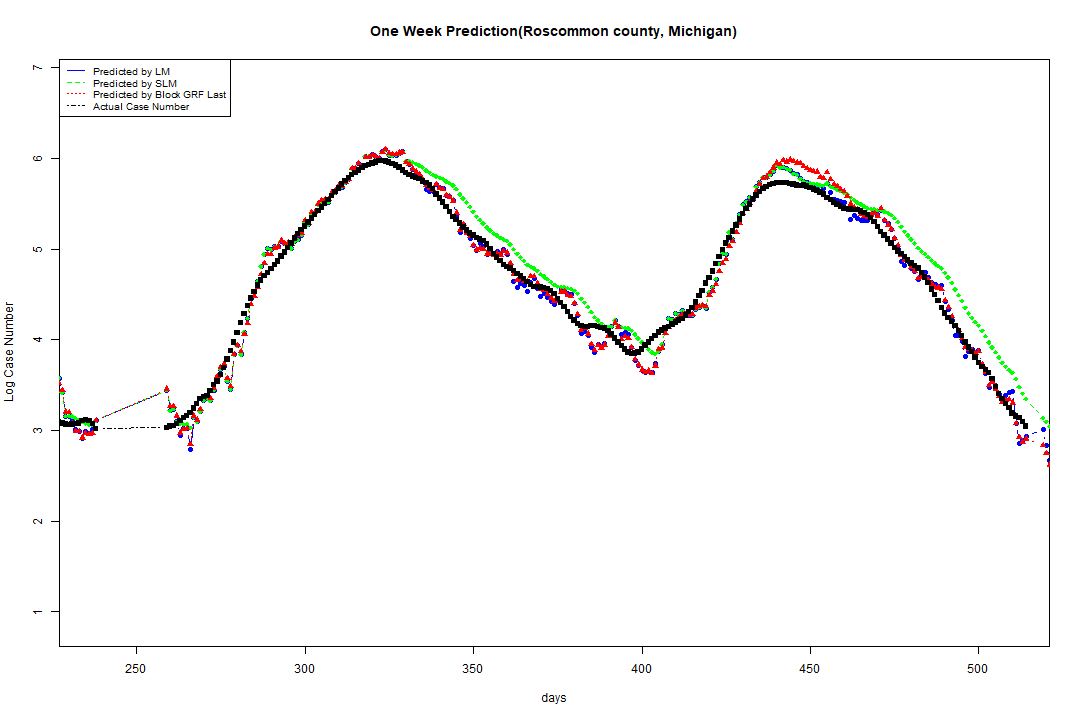 One Week Prediction(Roscommon county, Michigan)
Predicted by LM
Predicted by SLM
Predicted by Block GRF Last
Actual Case Number
7
6
5
4
3
2
1
Log Case Number
250 300 350 400 450 500
days